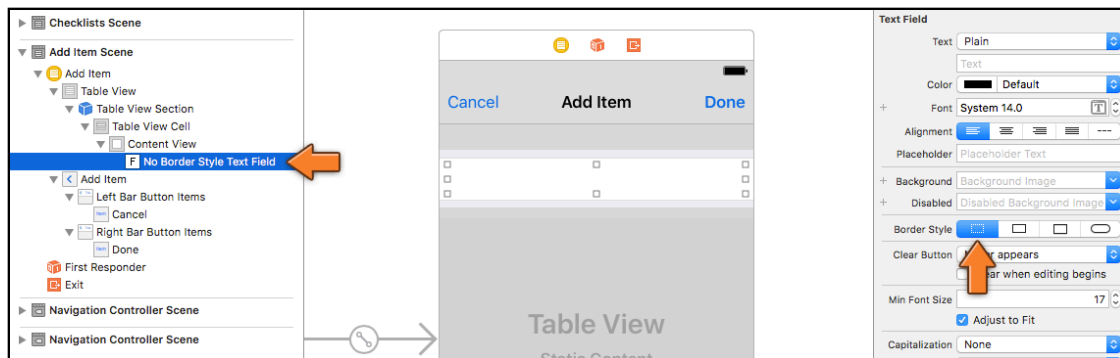 Checklists Scene
Add Item Scene
Add Item
Table View
Table View Section
Table View Cell
Content View
F No Border Style Text Field
Add Item
Left Bar Button Items
Cancel
Right Bar Button Items
Done
First Responder
Exit
Navigation Controller Scene
Navigation Controller Scene
Cancel Add Item Done
Table View
Static Content
Text Field
Text Plain
Text
Color Default
+ Font System 14.0 T
Alignment ---
Placeholder Placeholder Text
+ Background Background Image
+ Disabled Disabled Background Image
Border Style
Clear Button appears
when editing begins
Min Font Size 17
Adjust to Fit
Capitalization None